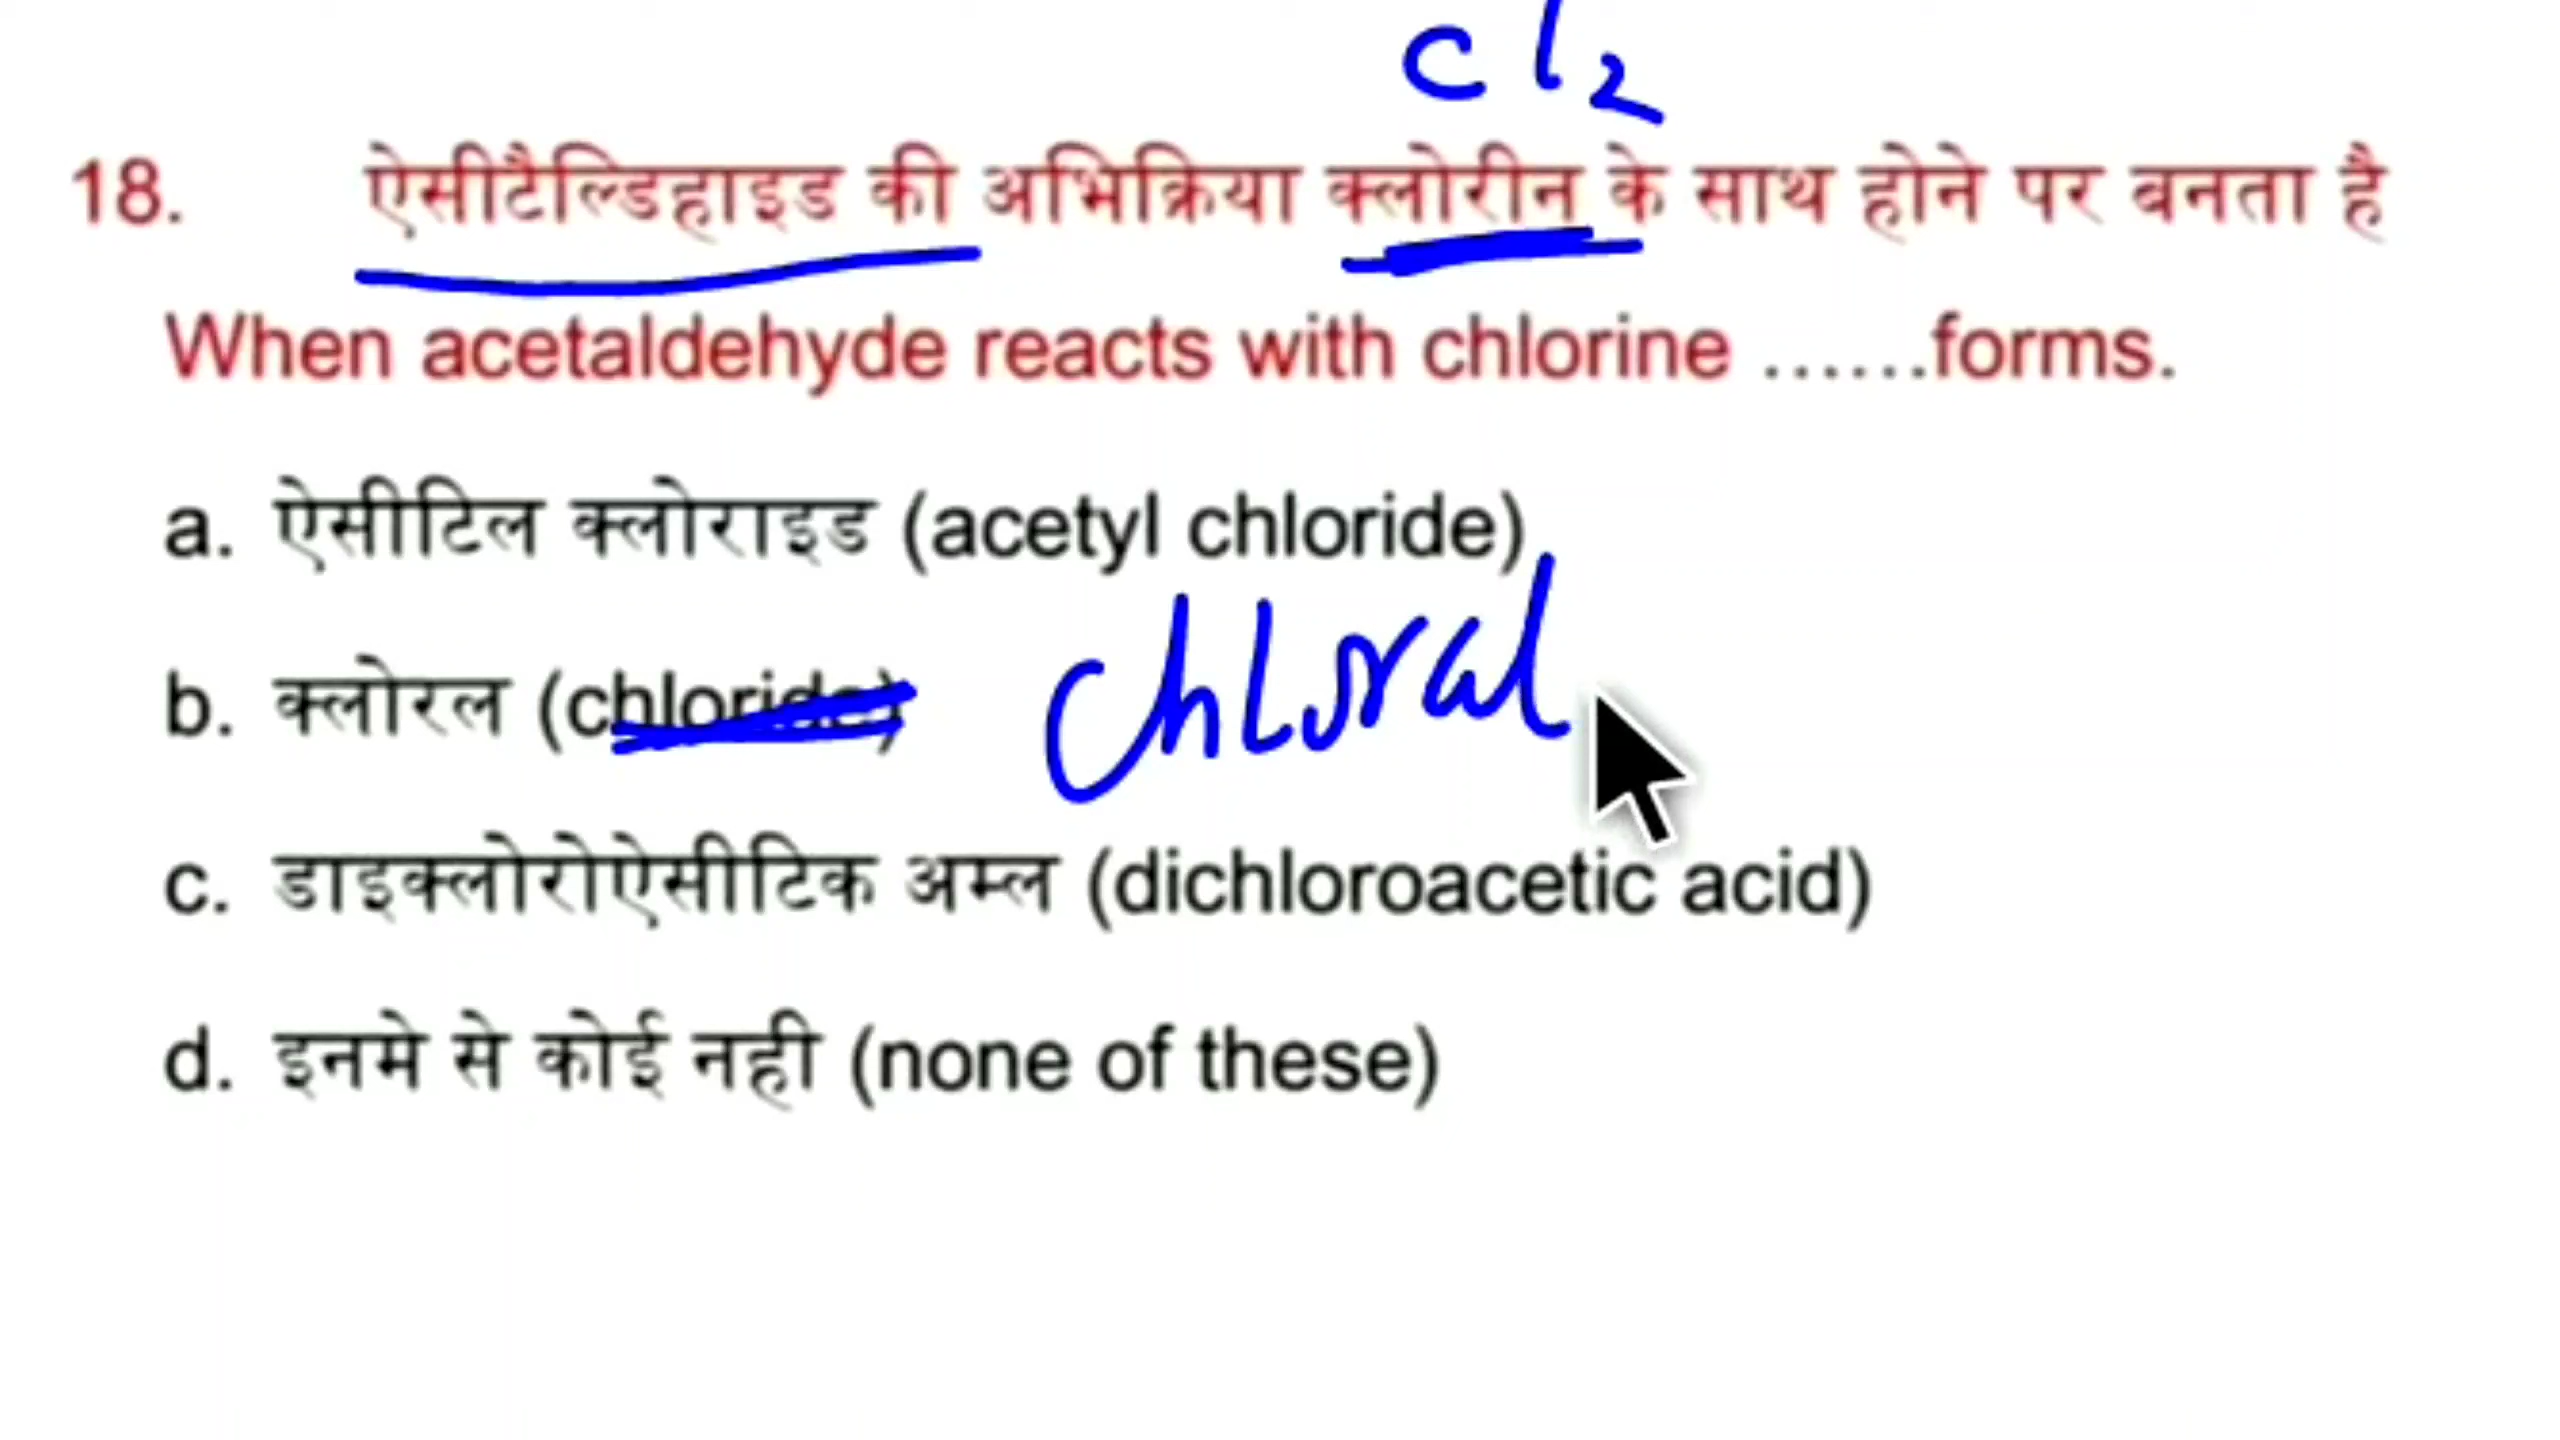 Cl2
18. ऐसीटैल्डिहाइड की अभिक्रिया क्लोरीन के साथ होने पर बनता है
When acetaldehyde reacts with chlorine ......forms.
a. ऐसीटिल क्लोराइड (acetyl chloride)
b. क्लोरल (chloride) Chloral
c. डाइक्लोरोऐसीटिक अम्ल (dichloroacetic acid)
d. इनमे से कोई नही (none of these)